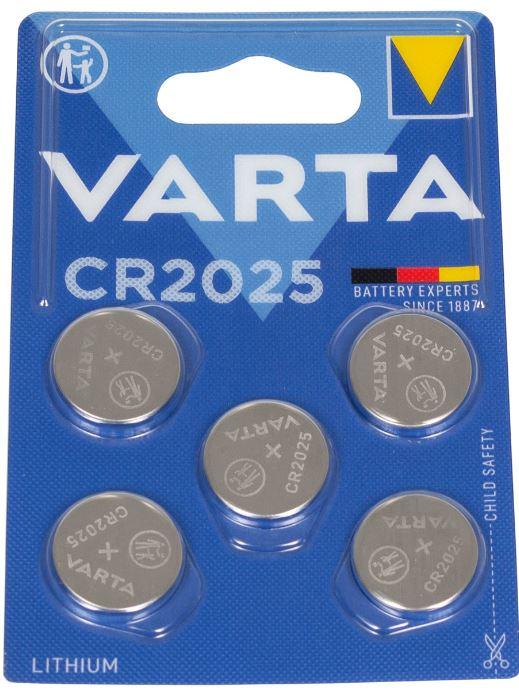 VARTA
CR2025
BATTERY EXPERTS
SINCE 1887
CR2025
+
VARTA
CR2025
+
VARTA
VARTA
+
CR2025
CR2025
+
VARTA
VARTA
+
CR2025
CHILD SAFETY
LITHIUM